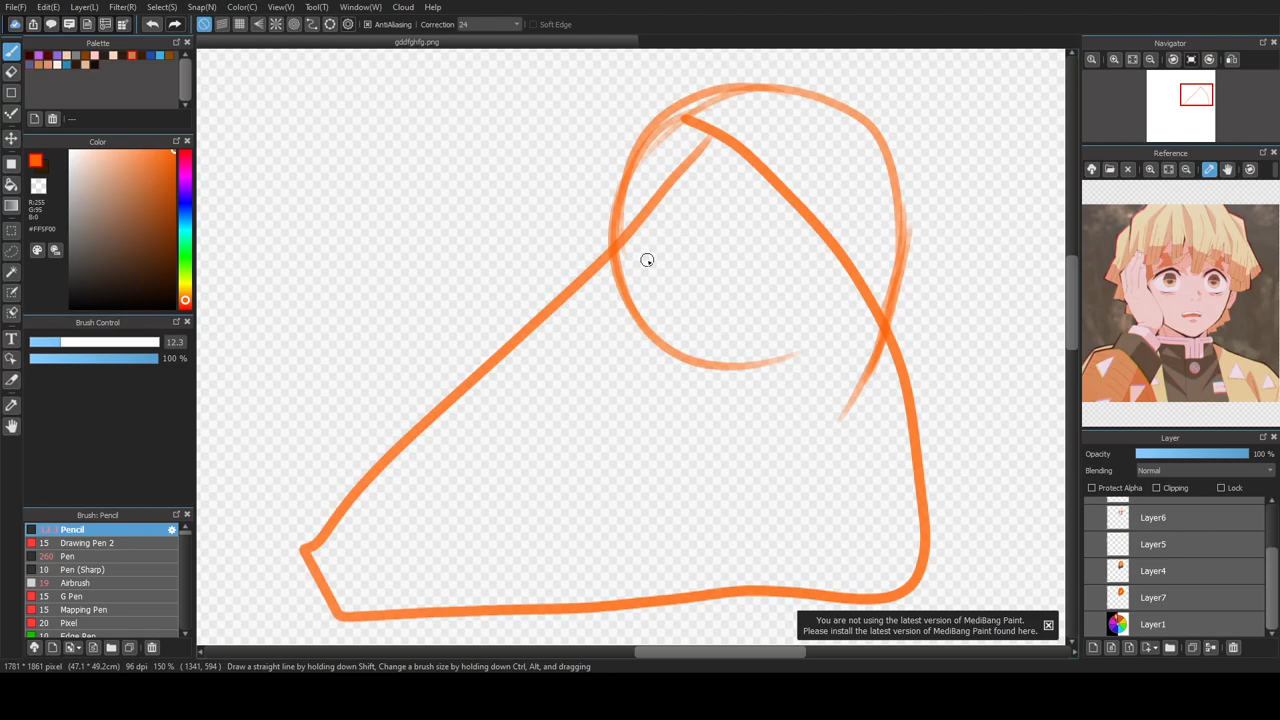 File(F) Edit(E) Layer(L) Filter(R) Select(S) Snap(N) Color(C) View(V) Tool(T) Window(W) Cloud Help
AntiAliasing Correction 24 Soft Edge
Palette
gddfghfg.png
Navigator
---
Color
R:255
G:95
B:0
#FF5F00
Reference
Brush Control
12.3
100 %
Layer
Opacity 100 %
Blending Normal
Protect Alpha Clipping Lock
Layer6
Layer5
Layer4
Layer7
Layer1
Brush: Pencil
12.3 Pencil
15 Drawing Pen 2
260 Pen
10 Pen (Sharp)
19 Airbrush
15 G Pen
15 Mapping Pen
20 Pixel
10 Edge Pen
You are not using the latest version of MediBang Paint.
Please install the latest version of MediBang Paint found here.
1781 * 1861 pixel (47.1 * 49.2cm) 96 dpi 150 % ( 1341, 594 ) Draw a straight line by holding down Shift, Change a brush size by holding down Ctrl, Alt, and dragging